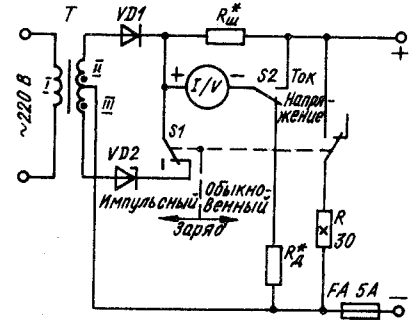 T
VD1
Rш*
+
~220 В
I
II
III
+
I/V
–
S2
Ток
Напря-
жение
+
S1
VD2
Импульсный
Обыкно-
венный
Заряд
Rд*
R
30
FA 5A
–